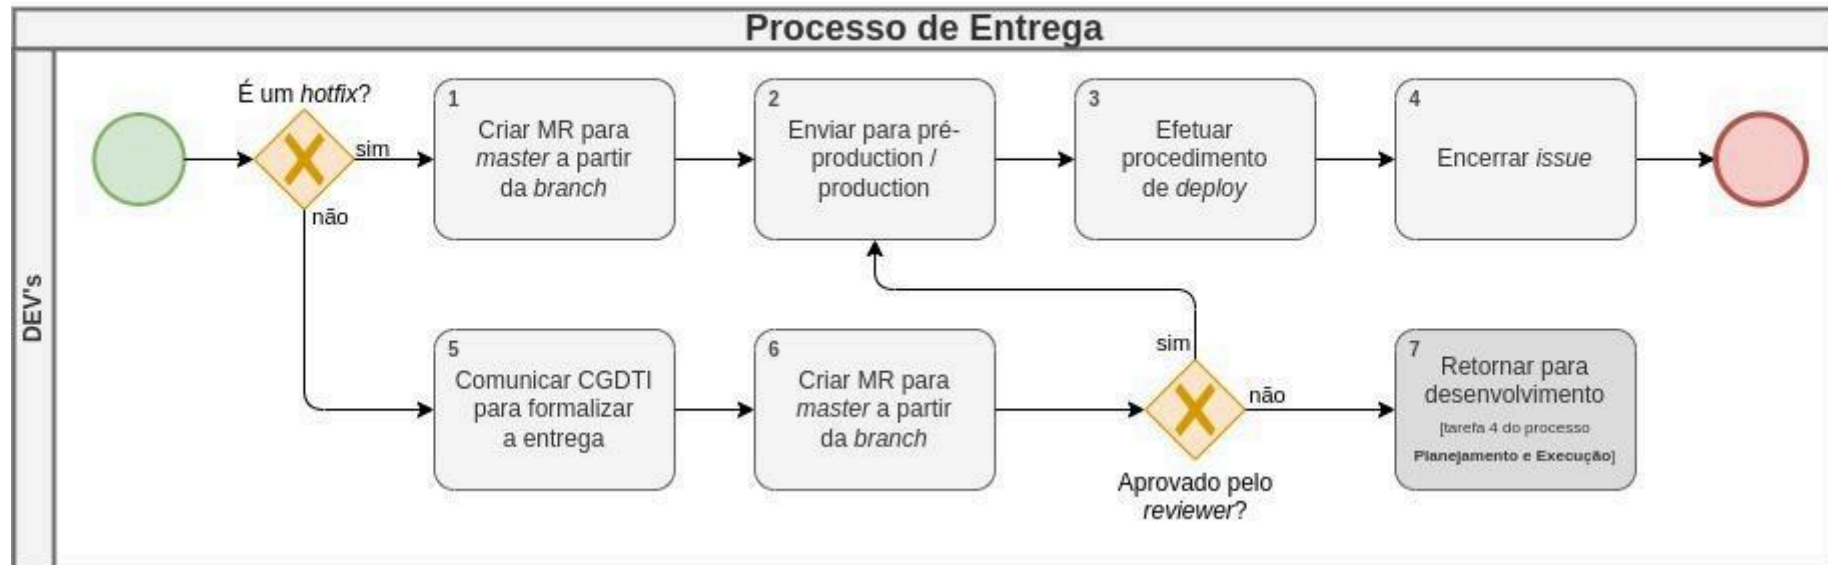 Processo de Entrega
DEV's
É um hotfix?
sim
não
1
Criar MR para
master a partir
da branch
2
Enviar para pré-
production /
production
3
Efetuar
procedimento
de deploy
4
Encerrar issue
5
Comunicar CGDTI
para formalizar
a entrega
6
Criar MR para
master a partir
da branch
sim
não
Aprovado pelo
reviewer?
7
Retornar para
desenvolvimento
[tarefa 4 do processo
Planejamento e Execução]